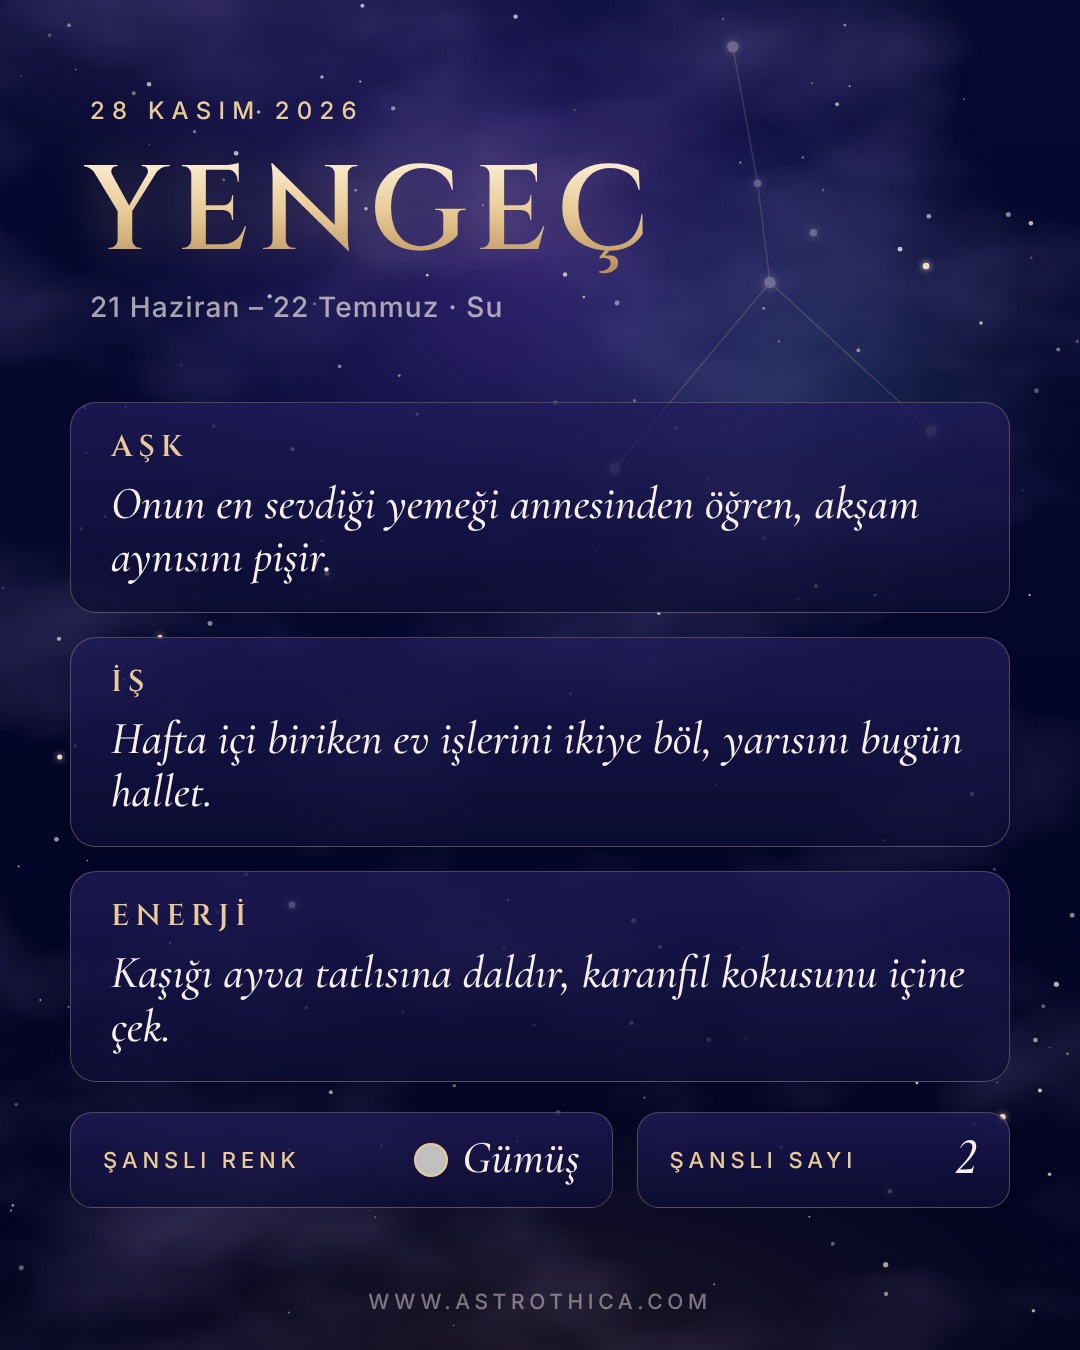 28 KASIM 2026
YENGEÇ
21 Haziran – 22 Temmuz · Su
AŞK
Onun en sevdiği yemeği annesinden öğren, akşam
aynısını pişir.
İŞ
Hafta içi biriken ev işlerini ikiye böl, yarısını bugün
hallet.
ENERJİ
Kaşığı ayva tatlısına daldır, karanfil kokusunu içine
çek.
ŞANSLI RENK Gümüş
ŞANSLI SAYI 2
WWW.ASTROTHICA.COM